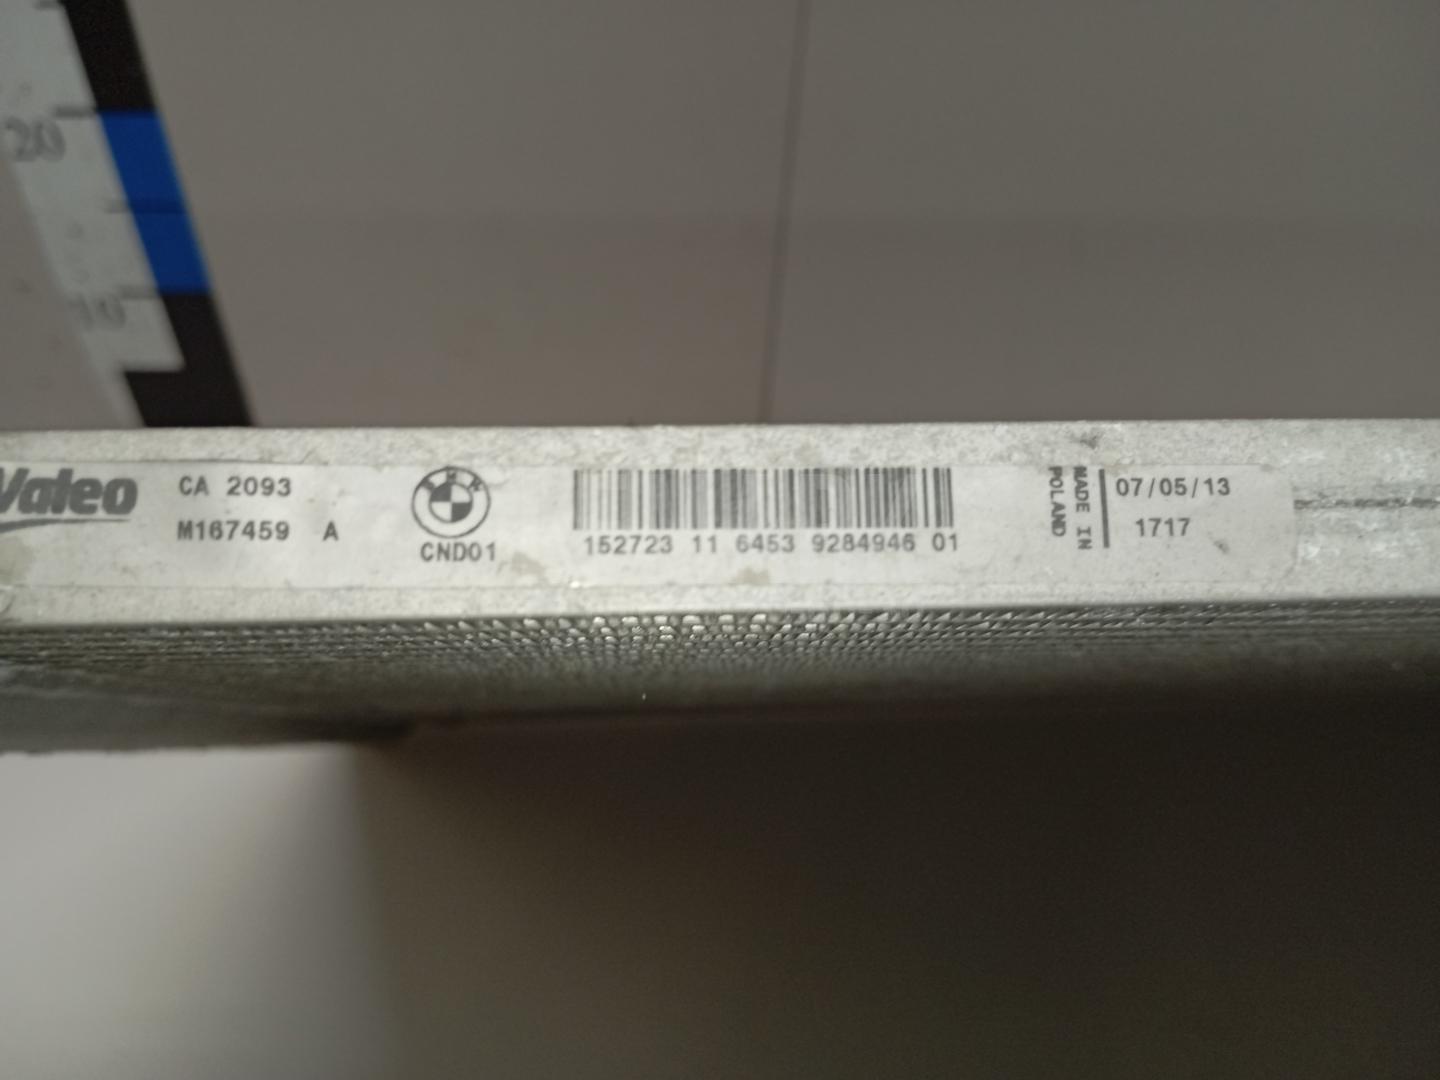 20
10
Valeo
CA 2093
M167459 A
BMW
CND01
152723 11 6453 9284946 01
MADE IN
POLAND
07/05/13
1717